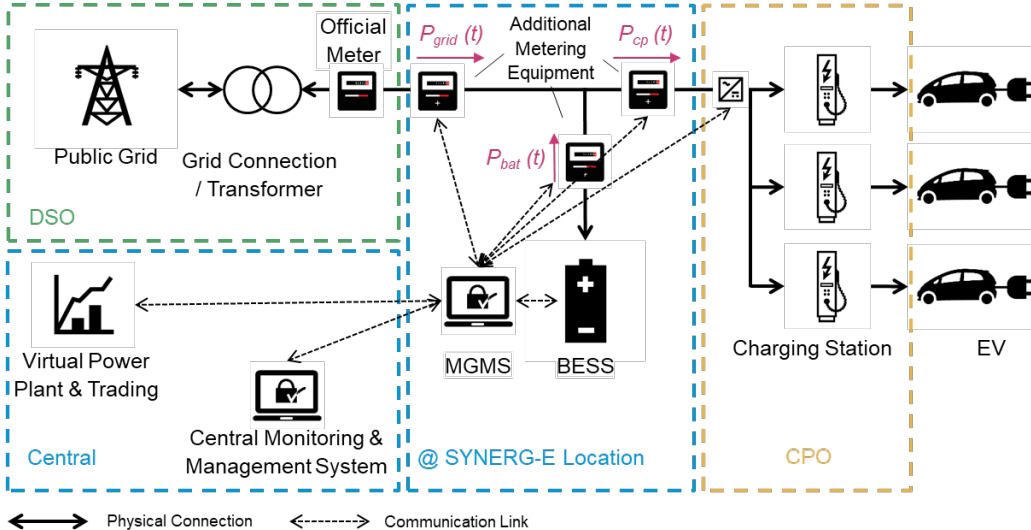 Official
Meter
P_grid (t)
Additional
Metering
Equipment
P_cp (t)
Public Grid
Grid Connection
/ Transformer
P_bat (t)
DSO
Virtual Power
Plant & Trading
MGMS
BESS
Charging Station
EV
Central Monitoring &
Management System
Central
@ SYNERG-E Location
CPO
Physical Connection
Communication Link